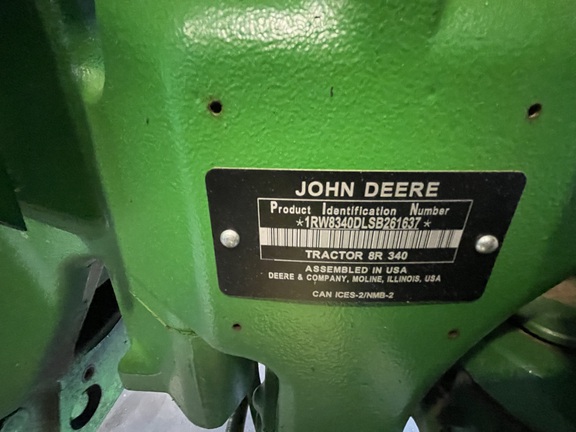 JOHN DEERE
Product Identification Number
*1RW8340DLSB261637*
TRACTOR 8R 340
ASSEMBLED IN USA
DEERE & COMPANY, MOLINE, ILLINOIS, USA
CAN ICES-2/NMB-2